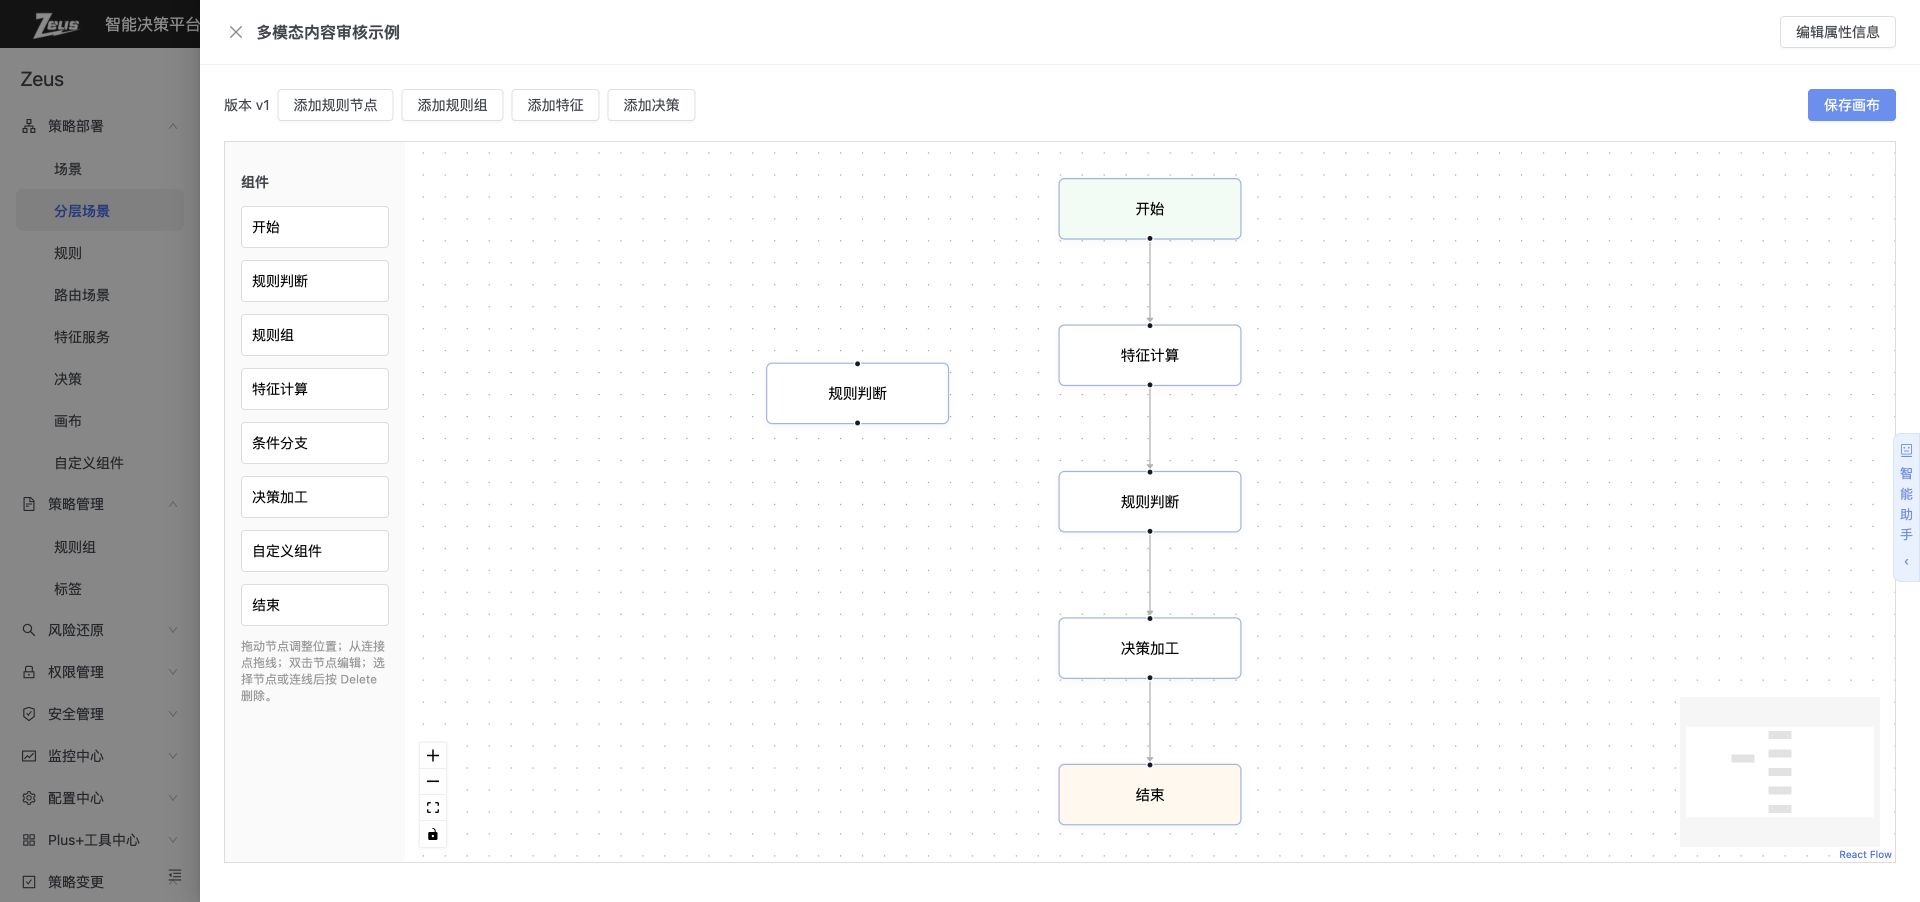 Zeus
智能决策平台
多模态内容审核示例
编辑属性信息
Zeus
策略部署
场景
分层场景
规则
路由场景
特征服务
决策
画布
自定义组件
策略管理
规则组
标签
风险还原
权限管理
安全管理
监控中心
配置中心
Plus+工具中心
策略变更
版本 v1
添加规则节点
添加规则组
添加特征
添加决策
保存画布
组件
开始
规则判断
规则组
特征计算
条件分支
决策加工
自定义组件
结束
拖动节点调整位置；从连接
点拖线；双击节点编辑；选
择节点或连线后按 Delete
删除。
开始
特征计算
规则判断
规则判断
决策加工
结束
智能助手
React Flow